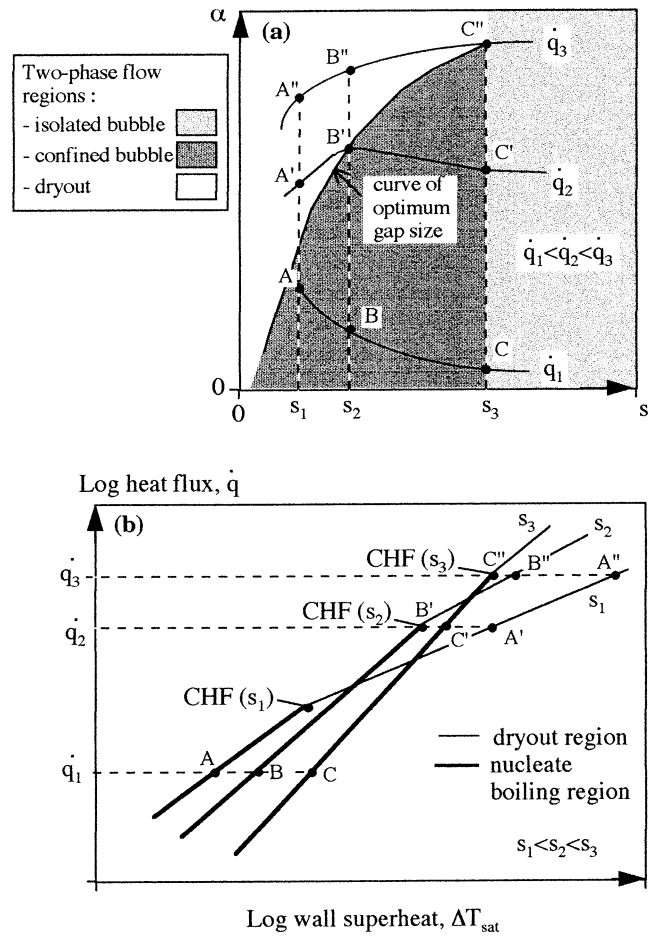 α
(a)
C"
q̇₃
B"
A"
Two-phase flow
regions :
- isolated bubble
- confined bubble
- dryout
B'
A'
C'
q̇₂
curve of
optimum
gap size
q̇₁<q̇₂<q̇₃
A
B
C
q̇₁
0
0
s₁
s₂
s₃
s
Log heat flux, q̇
(b)
s₃
s₂
CHF (s₃)
C"
B"
A"
q̇₃
s₁
CHF (s₂)
B'
q̇₂
C'
A'
CHF (s₁)
dryout region
nucleate
boiling region
A
B
C
q̇₁
s₁<s₂<s₃
Log wall superheat, ΔTsat